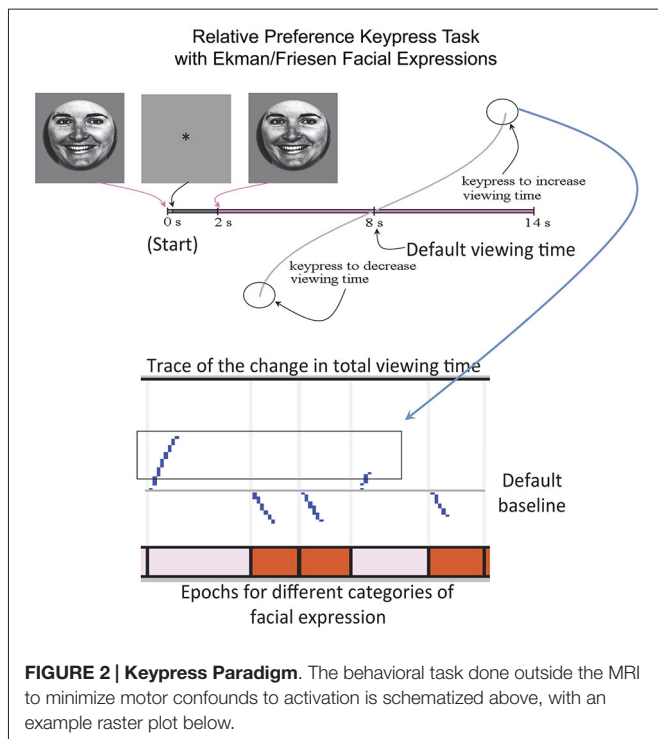 Relative Preference Keypress Task
with Ekman/Friesen Facial Expressions
*
keypress to increase
viewing time
0 s
2 s
8 s
14 s
(Start)
Default viewing time
keypress to decrease
viewing time
Trace of the change in total viewing time
Default
baseline
Epochs for different categories of
facial expression
FIGURE 2 | Keypress Paradigm. The behavioral task done outside the MRI
to minimize motor confounds to activation is schematized above, with an
example raster plot below.